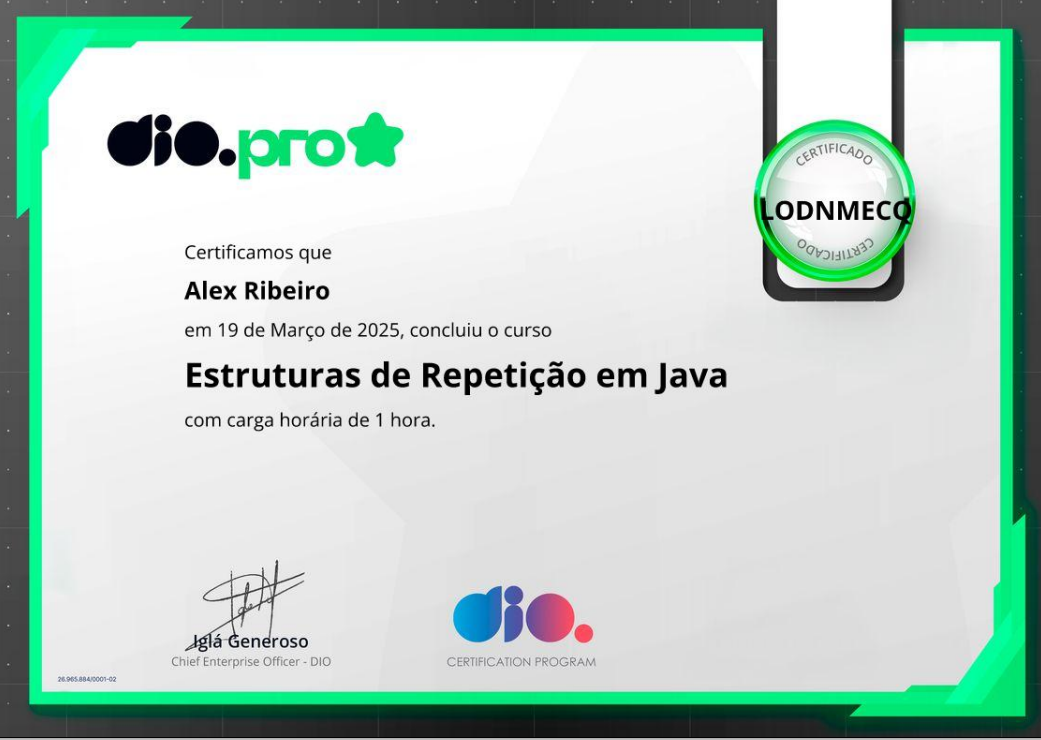 dio.pro
CERTIFICADO
LODNMECQ
CERTIFICADO
Certificamos que
Alex Ribeiro
em 19 de Março de 2025, concluiu o curso
Estruturas de Repetição em Java
com carga horária de 1 hora.
Iglá Generoso
Chief Enterprise Officer - DIO
dio.
CERTIFICATION PROGRAM
26.965.884/0001-02